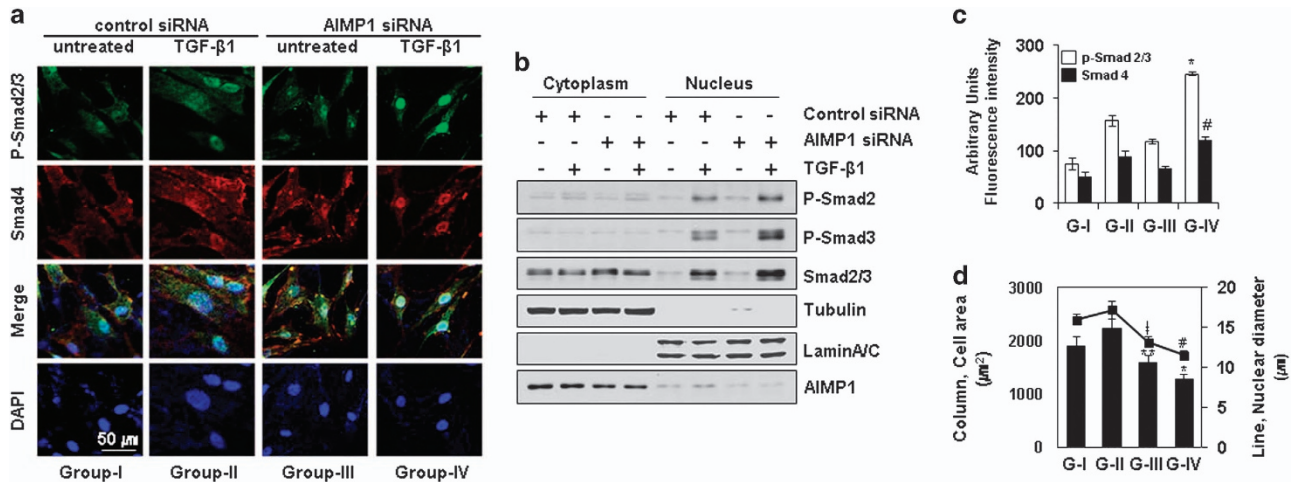 a
control siRNA AIMP1 siRNA
untreated TGF-β1 untreated TGF-β1
P-Smad2/3
Smad4
Merge
DAPI
50 μm
Group-I Group-II Group-III Group-IV
b
Cytoplasm Nucleus
+ + - - + + - - Control siRNA
- - + + - - + + AIMP1 siRNA
- + - + - + - + TGF-β1
P-Smad2
P-Smad3
Smad2/3
Tubulin
LaminA/C
AIMP1
c
Arbitrary Units
Fluorescence intensity
300
200
100
00
p-Smad 2/3
Smad 4
*
#
G-I G-II G-III G-IV
d
Column, Cell area
(μm²)
3000
2000
1000
0
20
15
10
5
0
Line, Nuclear diameter
(μm)
‡
**
#
*
G-I G-II G-III G-IV